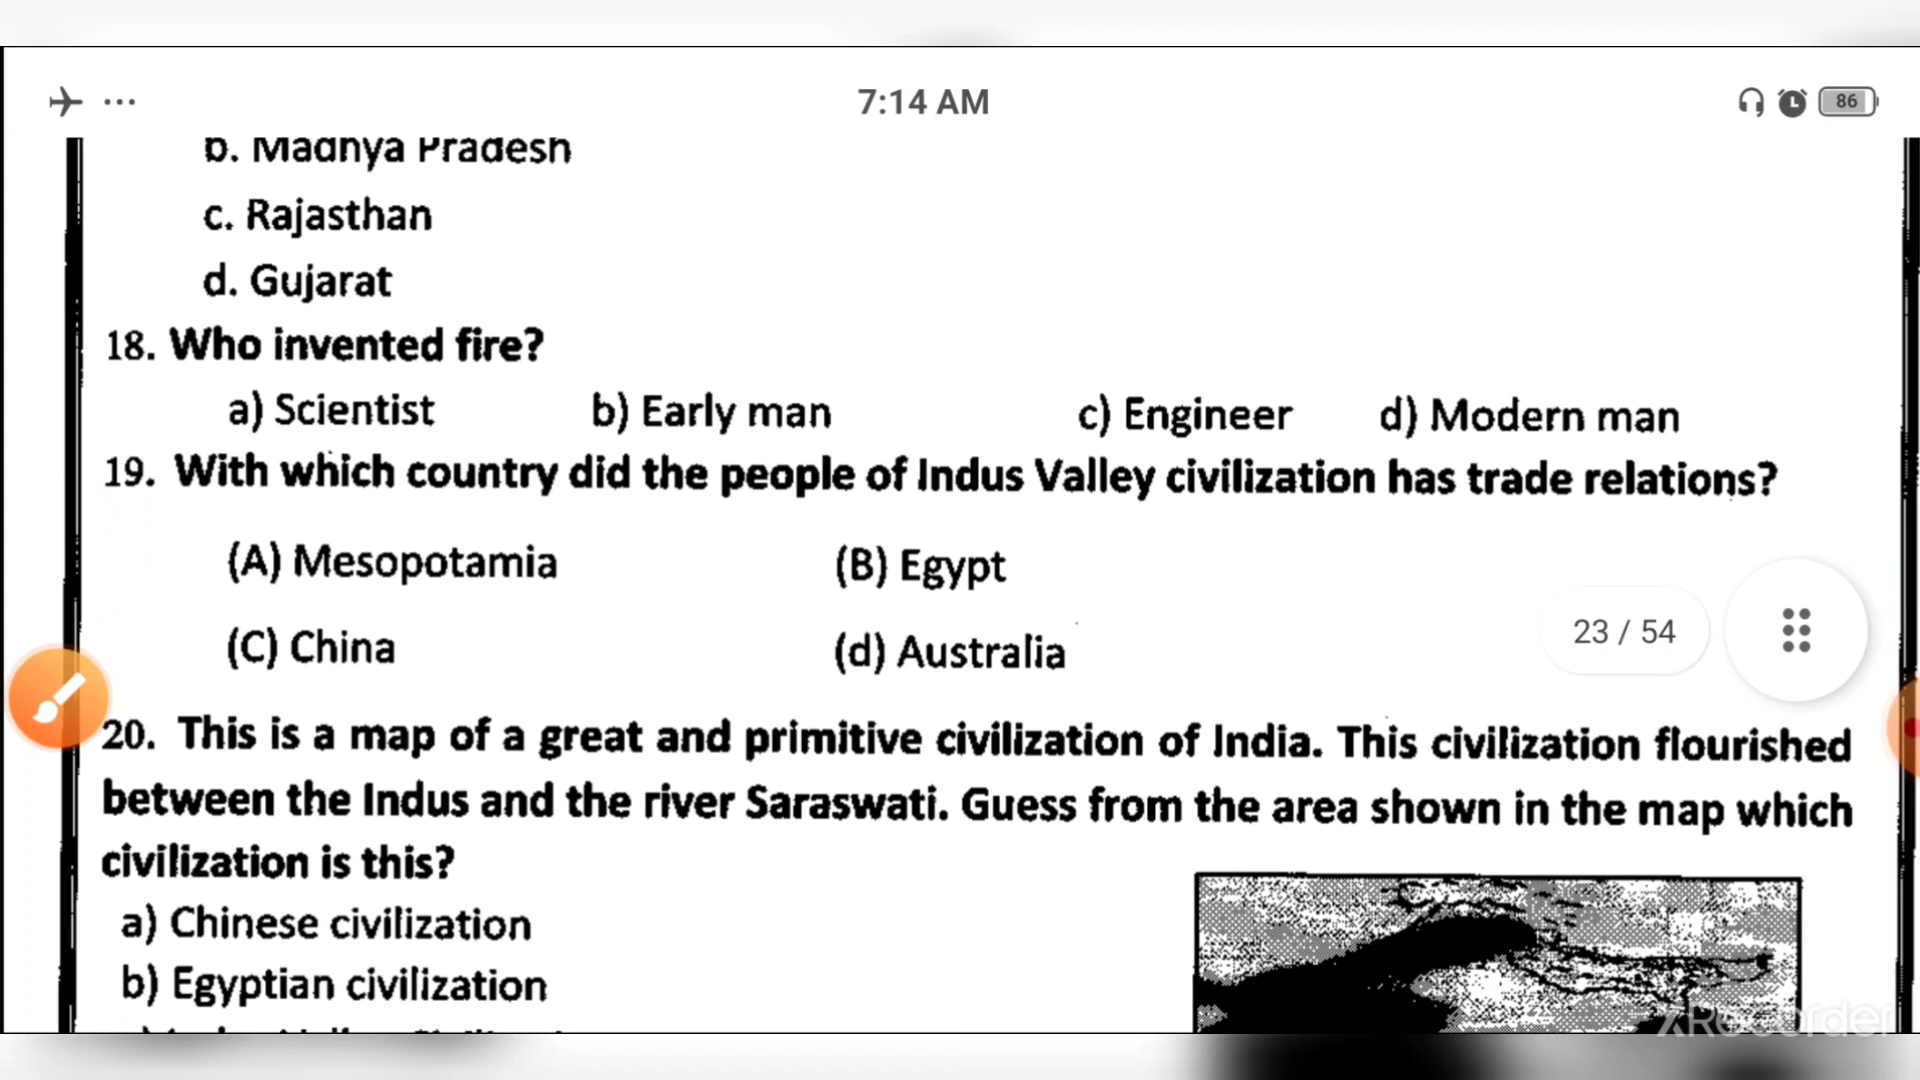 7:14 AM
86
b. Madhya Pradesh
c. Rajasthan
d. Gujarat
18. Who invented fire?
a) Scientist b) Early man c) Engineer d) Modern man
19. With which country did the people of Indus Valley civilization has trade relations?
(A) Mesopotamia (B) Egypt
23 / 54
(C) China (d) Australia
20. This is a map of a great and primitive civilization of India. This civilization flourished
between the Indus and the river Saraswati. Guess from the area shown in the map which
civilization is this?
a) Chinese civilization
b) Egyptian civilization
XRecorder